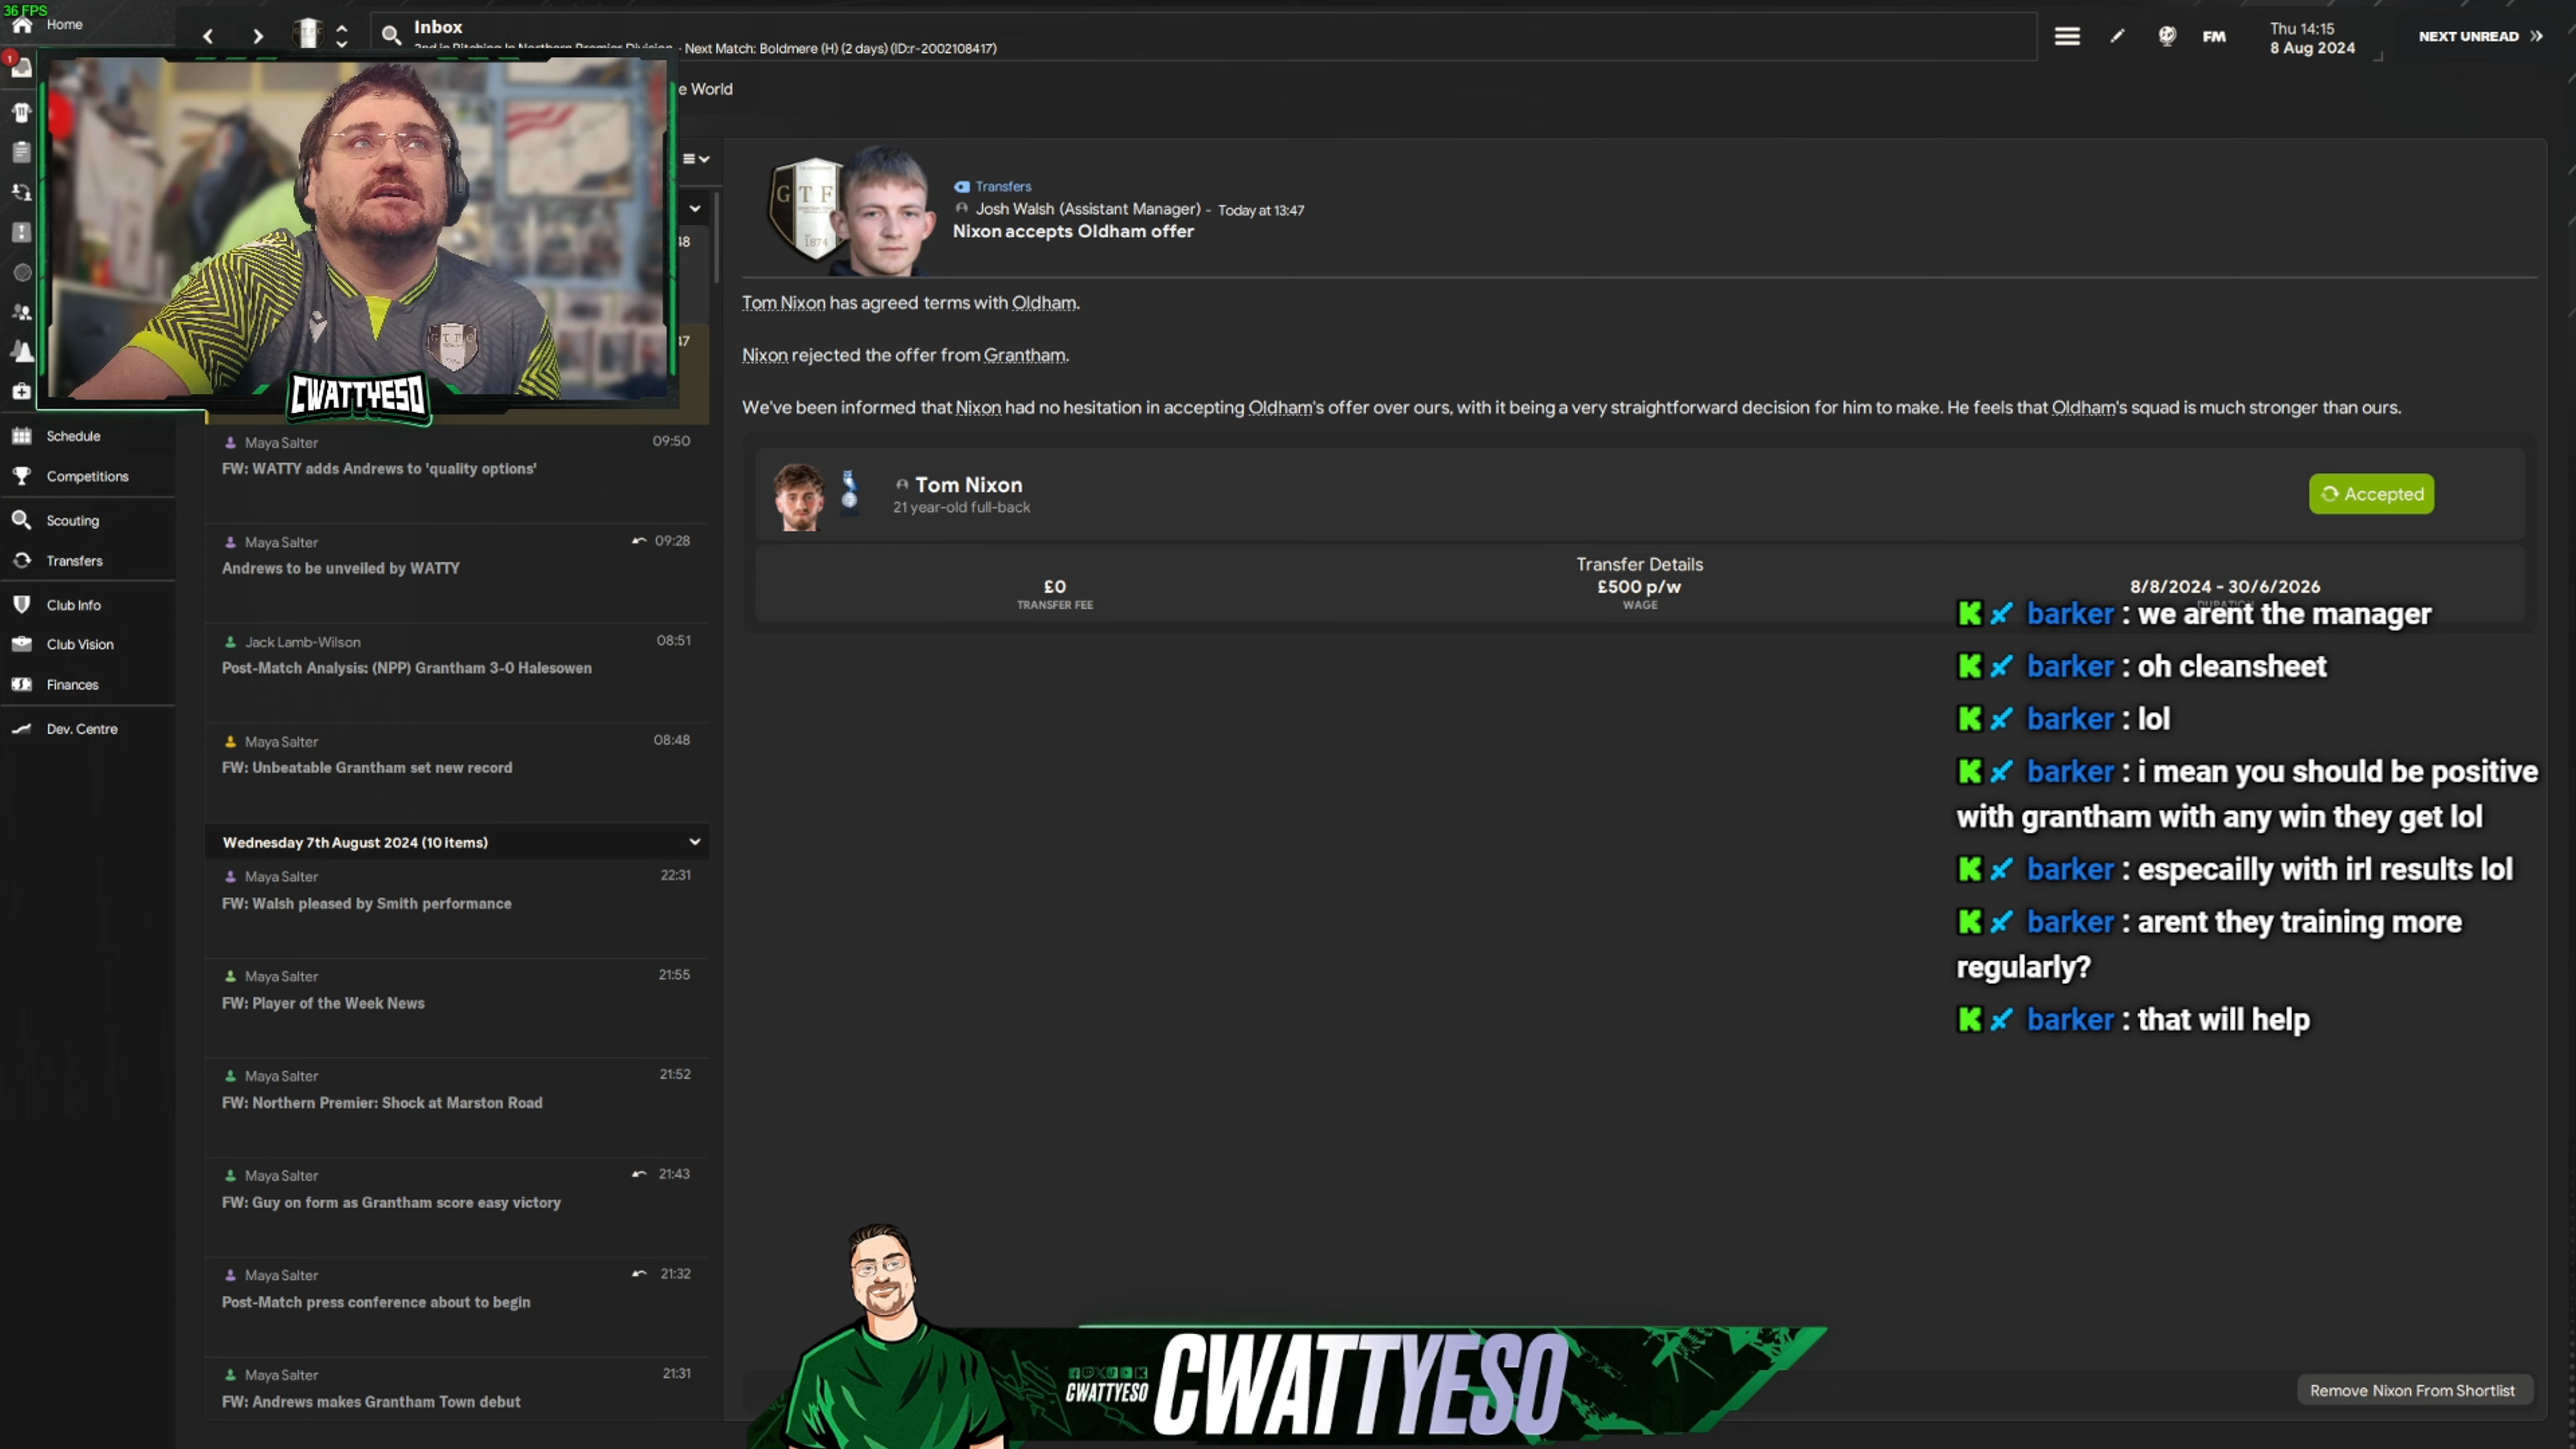 36 FPS
Home
Inbox
2nd in Pitching In Northern Premier Division - Next Match: Boldmere (H) (2 days) (ID:r-2002108417)
FM
Thu 14:15
8 Aug 2024
NEXT UNREAD
1
e World
G T F
1874
Transfers
Josh Walsh (Assistant Manager) - Today at 13:47
Nixon accepts Oldham offer
48
47
Tom Nixon has agreed terms with Oldham.
Nixon rejected the offer from Grantham.
We've been informed that Nixon had no hesitation in accepting Oldham's offer over ours, with it being a very straightforward decision for him to make. He feels that Oldham's squad is much stronger than ours.
G T F C
CWATTYESO
Schedule
Competitions
Scouting
Transfers
Club Info
Club Vision
Finances
Dev. Centre
Maya Salter 09:50
FW: WATTY adds Andrews to 'quality options'
Maya Salter 09:28
Andrews to be unveiled by WATTY
Jack Lamb-Wilson 08:51
Post-Match Analysis: (NPP) Grantham 3-0 Halesowen
Maya Salter 08:48
FW: Unbeatable Grantham set new record
Wednesday 7th August 2024 (10 items)
Maya Salter 22:31
FW: Walsh pleased by Smith performance
Maya Salter 21:55
FW: Player of the Week News
Maya Salter 21:52
FW: Northern Premier: Shock at Marston Road
Maya Salter 21:43
FW: Guy on form as Grantham score easy victory
Maya Salter 21:32
Post-Match press conference about to begin
Maya Salter 21:31
FW: Andrews makes Grantham Town debut
Tom Nixon
21 year-old full-back
Accepted
Transfer Details
£0
TRANSFER FEE
£500 p/w
WAGE
8/8/2024 - 30/6/2026
DURATION
barker : we arent the manager
barker : oh cleansheet
barker : lol
barker : i mean you should be positive
with grantham with any win they get lol
barker : especailly with irl results lol
barker : arent they training more
regularly?
barker : that will help
CWATTYESO
CWATTYESO
Remove Nixon From Shortlist